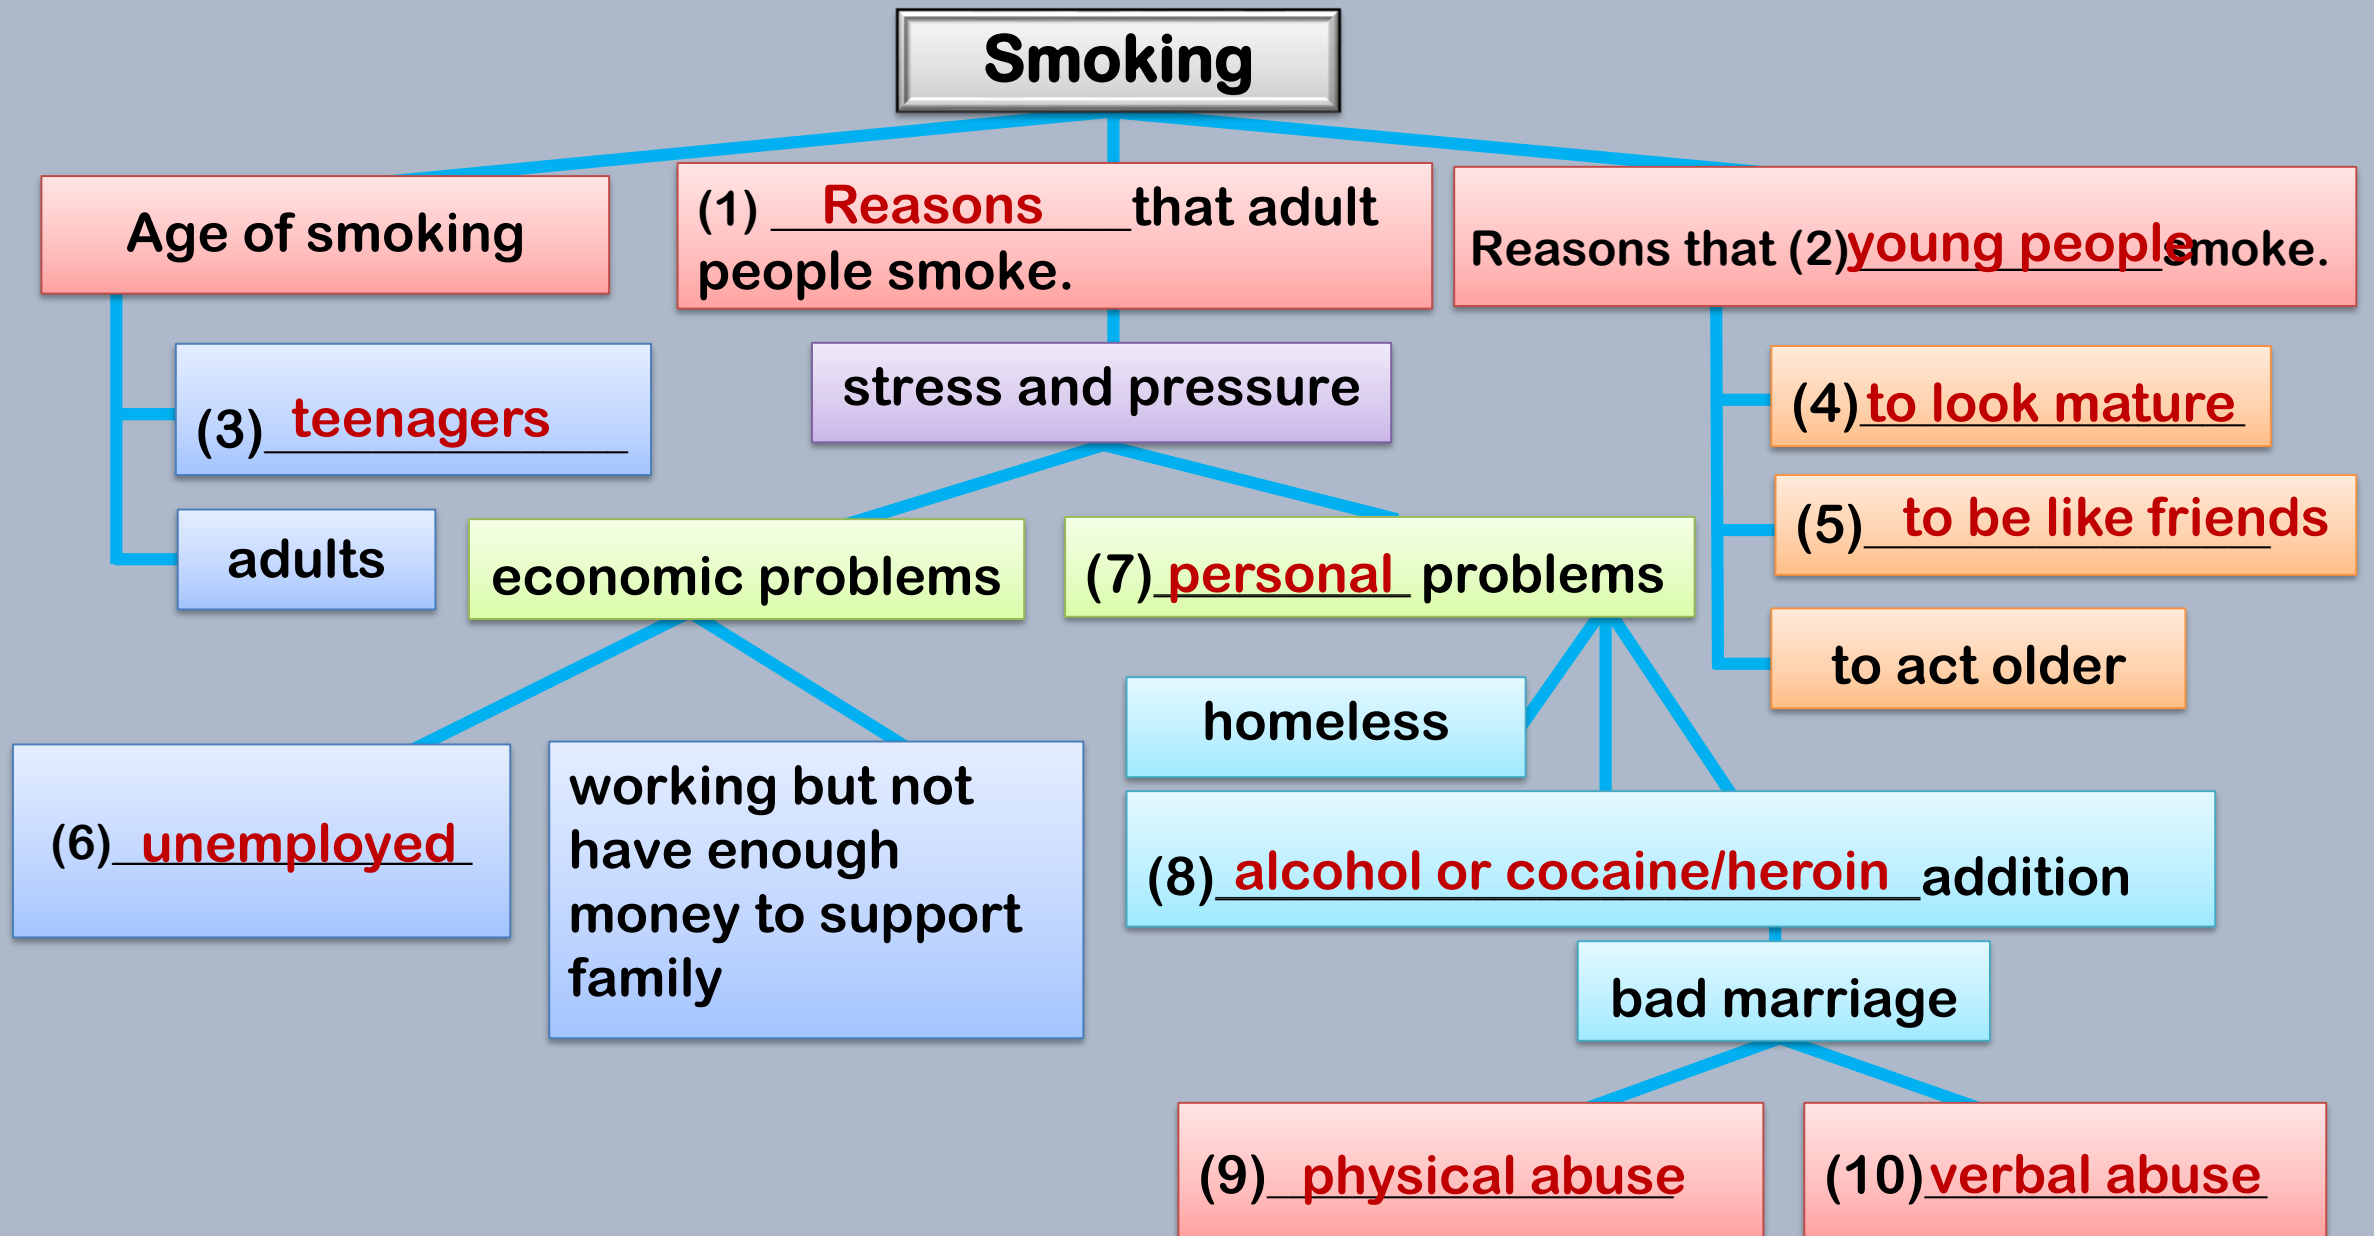 Smoking
Age of smoking
(1) Reasons that adult
people smoke.
Reasons that (2) young people smoke.
(3) teenagers
adults
stress and pressure
(4) to look mature
(5) to be like friends
to act older
economic problems
(7) personal problems
(6) unemployed
working but not
have enough
money to support
family
homeless
(8) alcohol or cocaine/heroin addition
bad marriage
(9) physical abuse
(10) verbal abuse